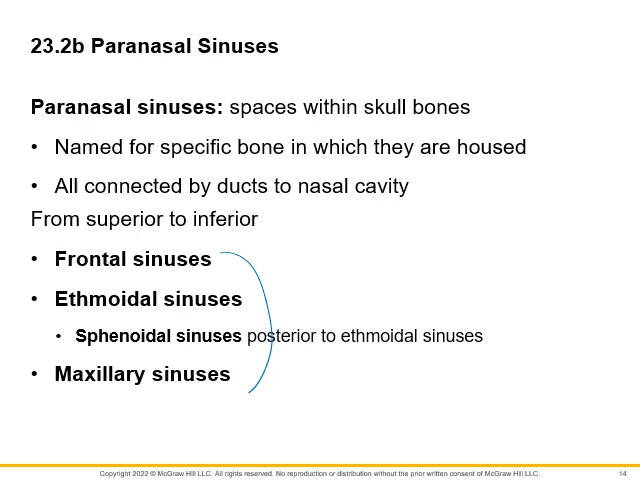 23.2b Paranasal Sinuses
Paranasal sinuses: spaces within skull bones
• Named for specific bone in which they are housed
• All connected by ducts to nasal cavity
From superior to inferior
• Frontal sinuses
• Ethmoidal sinuses
• Sphenoidal sinuses posterior to ethmoidal sinuses
• Maxillary sinuses
Copyright 2022 © McGraw Hill LLC. All rights reserved. No reproduction or distribution without the prior written consent of McGraw Hill LLC.
14